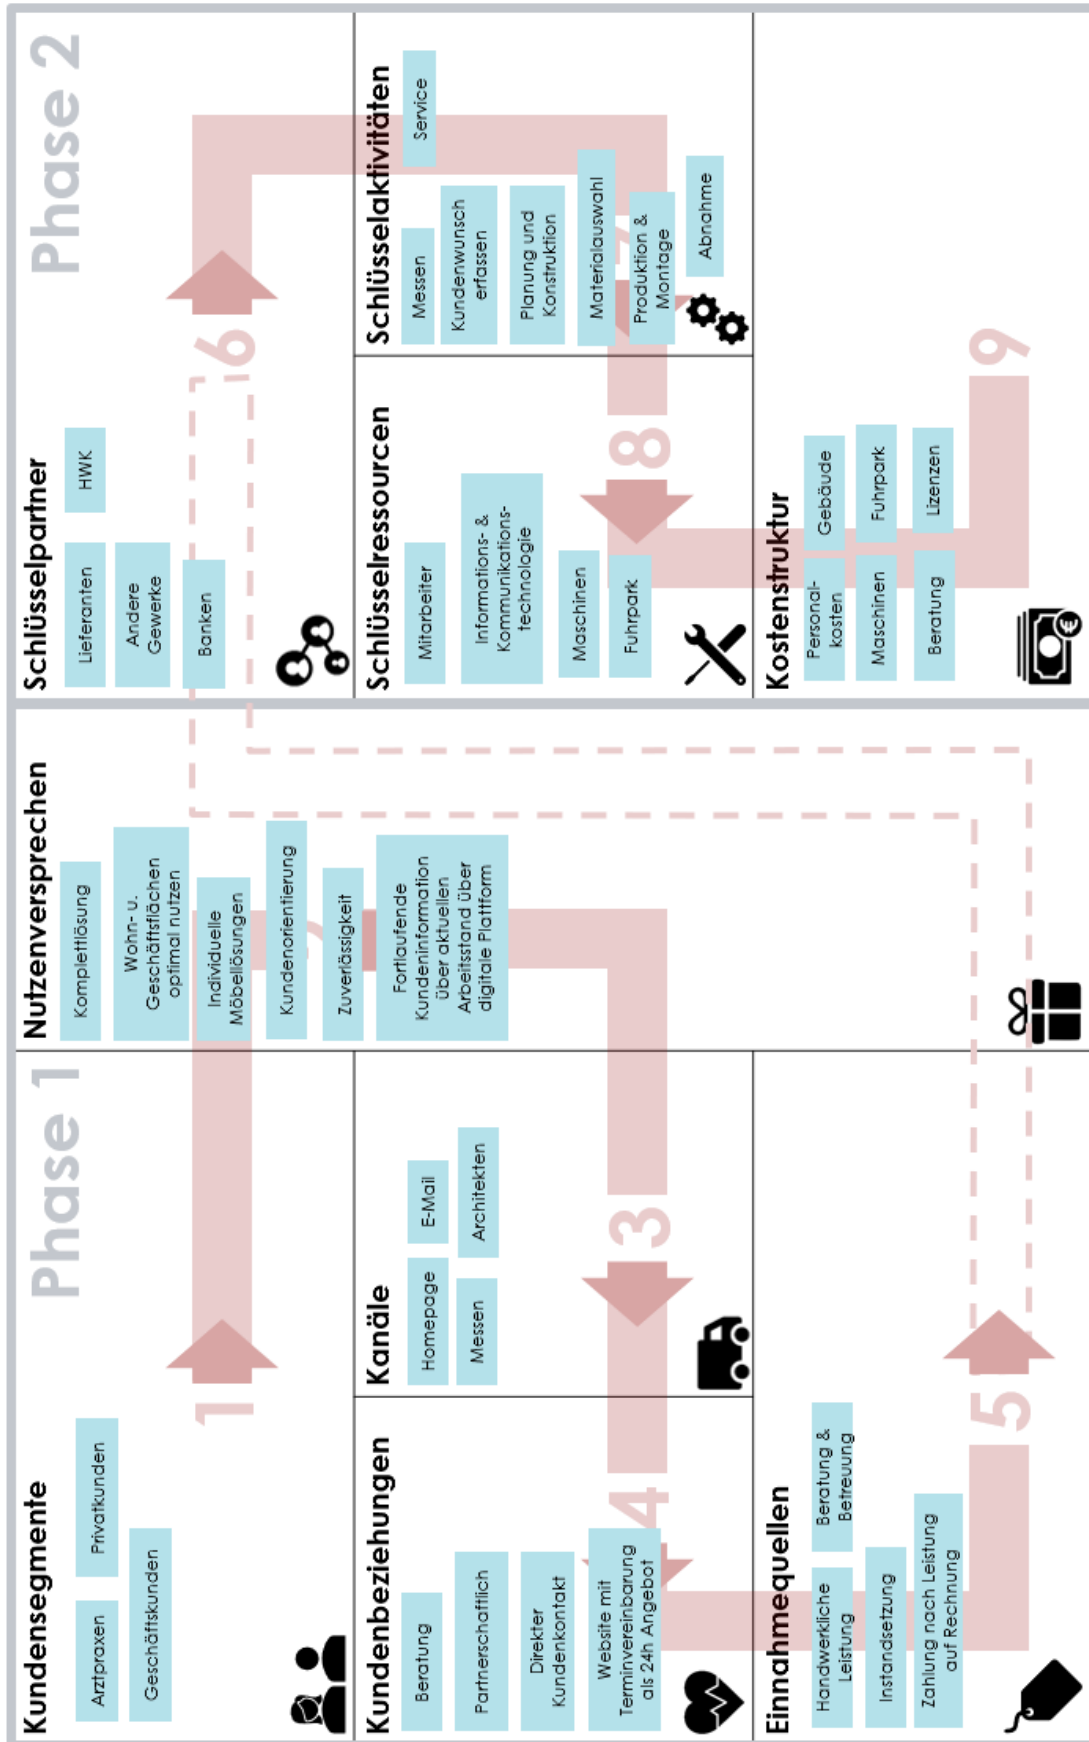 Phase 1
Phase 2
Kundensegmente
Arztpraxen
Privatkunden
Geschäftskunden
1
Nutzenversprechen
Komplettlösung
Wohn- u.
Geschäftsflächen
optimal nutzen
Individuelle
Möbellösungen
Kundenorientierung
Zuverlässigkeit
Fortlaufende
Kundeninformation
über aktuellen
Arbeitsstand über
digitale Plattform
Schlüsselpartner
Lieferanten
HWK
Andere
Gewerke
Banken
6
Kundenbeziehungen
Beratung
Partnerschaftlich
Direkter
Kundenkontakt
Website mit
Terminvereinbarung
als 24h Angebot
4
Kanäle
Homepage
E-Mail
Messen
Architekten
3
Schlüsselressourcen
Mitarbeiter
Informations- &
Kommunikations-
technologie
Maschinen
Fuhrpark
8
Schlüsselaktivitäten
Messen
Service
Kundenwunsch
erfassen
Planung und
Konstruktion
Materialauswahl
Produktion &
Montage
Abnahme
Einnahmequellen
Handwerkliche
Leistung
Beratung &
Betreuung
Instandsetzung
Zahlung nach Leistung
auf Rechnung
5
Kostenstruktur
Personal-
kosten
Gebäude
Maschinen
Fuhrpark
Beratung
Lizenzen
9